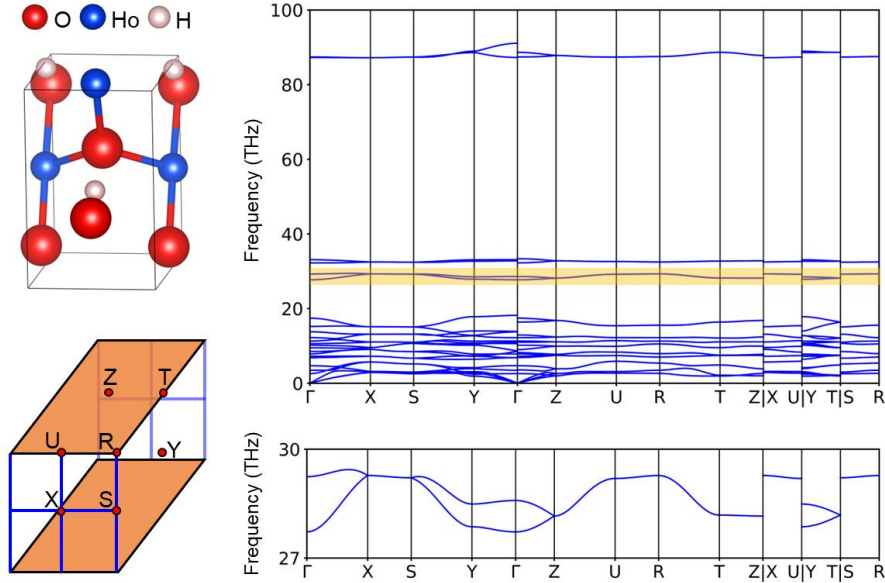 O Ho H
Frequency (THz)
100
80
60
40
20
0
Γ X S Y Γ Z U R T Z|X U|Y T|S R
Z T
U R Y
X S
Frequency (THz)
30
27
Γ X S Y Γ Z U R T Z|X U|Y T|S R